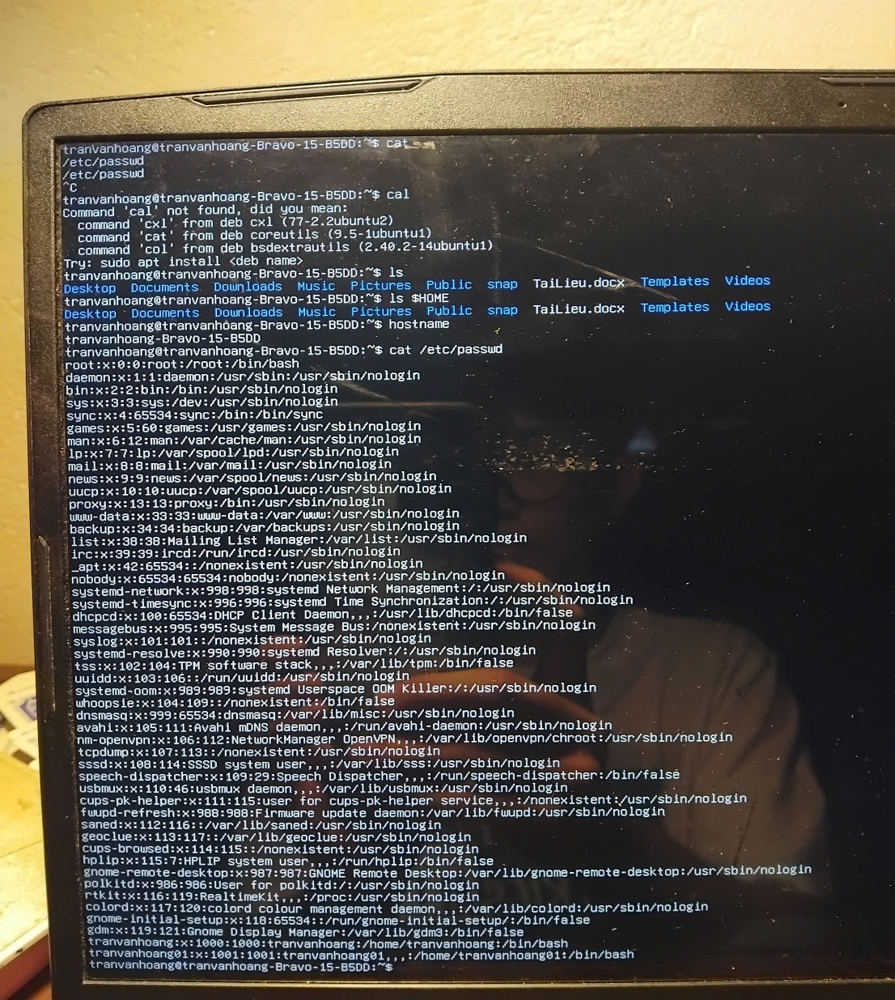 tranvanhoang@tranvanhoang-Bravo-15-B5DD:~$ cat
/etc/passwd
/etc/passwd
^C
tranvanhoang@tranvanhoang-Bravo-15-B5DD:~$ cal
Command 'cal' not found, did you mean:
  command 'cxl' from deb cxl (77-2.2ubuntu2)
  command 'cat' from deb coreutils (9.5-1ubuntu1)
  command 'col' from deb bsdextrautils (2.40.2-14ubuntu1)
Try: sudo apt install <deb name>
tranvanhoang@tranvanhoang-Bravo-15-B5DD:~$ ls
Desktop  Documents  Downloads  Music  Pictures  Public  snap  TaiLieu.docx  Templates  Videos
tranvanhoang@tranvanhoang-Bravo-15-B5DD:~$ ls $HOME
Desktop  Documents  Downloads  Music  Pictures  Public  snap  TaiLieu.docx  Templates  Videos
tranvanhoang@tranvanhoang-Bravo-15-B5DD:~$ hostname
tranvanhoang-Bravo-15-B5DD
tranvanhoang@tranvanhoang-Bravo-15-B5DD:~$ cat /etc/passwd
root:x:0:0:root:/root:/bin/bash
daemon:x:1:1:daemon:/usr/sbin:/usr/sbin/nologin
bin:x:2:2:bin:/bin:/usr/sbin/nologin
sys:x:3:3:sys:/dev:/usr/sbin/nologin
sync:x:4:65534:sync:/bin:/bin/sync
games:x:5:60:games:/usr/games:/usr/sbin/nologin
man:x:6:12:man:/var/cache/man:/usr/sbin/nologin
lp:x:7:7:lp:/var/spool/lpd:/usr/sbin/nologin
mail:x:8:8:mail:/var/mail:/usr/sbin/nologin
news:x:9:9:news:/var/spool/news:/usr/sbin/nologin
uucp:x:10:10:uucp:/var/spool/uucp:/usr/sbin/nologin
proxy:x:13:13:proxy:/bin:/usr/sbin/nologin
www-data:x:33:33:www-data:/var/www:/usr/sbin/nologin
backup:x:34:34:backup:/var/backups:/usr/sbin/nologin
list:x:38:38:Mailing List Manager:/var/list:/usr/sbin/nologin
irc:x:39:39:ircd:/run/ircd:/usr/sbin/nologin
_apt:x:42:65534::/nonexistent:/usr/sbin/nologin
nobody:x:65534:65534:nobody:/nonexistent:/usr/sbin/nologin
systemd-network:x:998:998:systemd Network Management:/:/usr/sbin/nologin
systemd-timesync:x:996:996:systemd Time Synchronization:/:/usr/sbin/nologin
dhcpcd:x:100:65534:DHCP Client Daemon,,,:/usr/lib/dhcpcd:/bin/false
messagebus:x:995:995:System Message Bus:/nonexistent:/usr/sbin/nologin
syslog:x:101:101::/nonexistent:/usr/sbin/nologin
systemd-resolve:x:990:990:systemd Resolver:/:/usr/sbin/nologin
tss:x:102:104:TPM software stack,,,:/var/lib/tpm:/bin/false
uuidd:x:103:106::/run/uuidd:/usr/sbin/nologin
systemd-oom:x:989:989:systemd Userspace OOM Killer:/:/usr/sbin/nologin
whoopsie:x:104:109::/nonexistent:/bin/false
dnsmasq:x:999:65534:dnsmasq:/var/lib/misc:/usr/sbin/nologin
avahi:x:105:111:Avahi mDNS daemon,,,:/run/avahi-daemon:/usr/sbin/nologin
nm-openvpn:x:106:112:NetworkManager OpenVPN,,,:/var/lib/openvpn/chroot:/usr/sbin/nologin
tcpdump:x:107:113::/nonexistent:/usr/sbin/nologin
sssd:x:108:114:SSSD system user,,,:/var/lib/sss:/usr/sbin/nologin
speech-dispatcher:x:109:29:Speech Dispatcher,,,:/run/speech-dispatcher:/bin/false
usbmux:x:110:46:usbmux daemon,,,:/var/lib/usbmux:/usr/sbin/nologin
cups-pk-helper:x:111:115:user for cups-pk-helper service,,,:/nonexistent:/usr/sbin/nologin
fwupd-refresh:x:988:988:Firmware update daemon:/var/lib/fwupd:/usr/sbin/nologin
saned:x:112:116::/var/lib/saned:/usr/sbin/nologin
geoclue:x:113:117::/var/lib/geoclue:/usr/sbin/nologin
cups-browsed:x:114:115::/nonexistent:/usr/sbin/nologin
hplip:x:115:7:HPLIP system user,,,:/run/hplip:/bin/false
gnome-remote-desktop:x:987:987:GNOME Remote Desktop:/var/lib/gnome-remote-desktop:/usr/sbin/nologin
polkitd:x:986:986:User for polkitd:/:/usr/sbin/nologin
rtkit:x:116:119:RealtimeKit,,,:/proc:/usr/sbin/nologin
colord:x:117:120:colord colour management daemon,,,:/var/lib/colord:/usr/sbin/nologin
gnome-initial-setup:x:118:65534::/run/gnome-initial-setup/:/bin/false
gdm:x:119:121:Gnome Display Manager:/var/lib/gdm3:/bin/false
tranvanhoang:x:1000:1000:tranvanhoang:/home/tranvanhoang:/bin/bash
tranvanhoang01:x:1001:1001:tranvanhoang01,,,:/home/tranvanhoang01:/bin/bash
tranvanhoang@tranvanhoang-Bravo-15-B5DD:~$